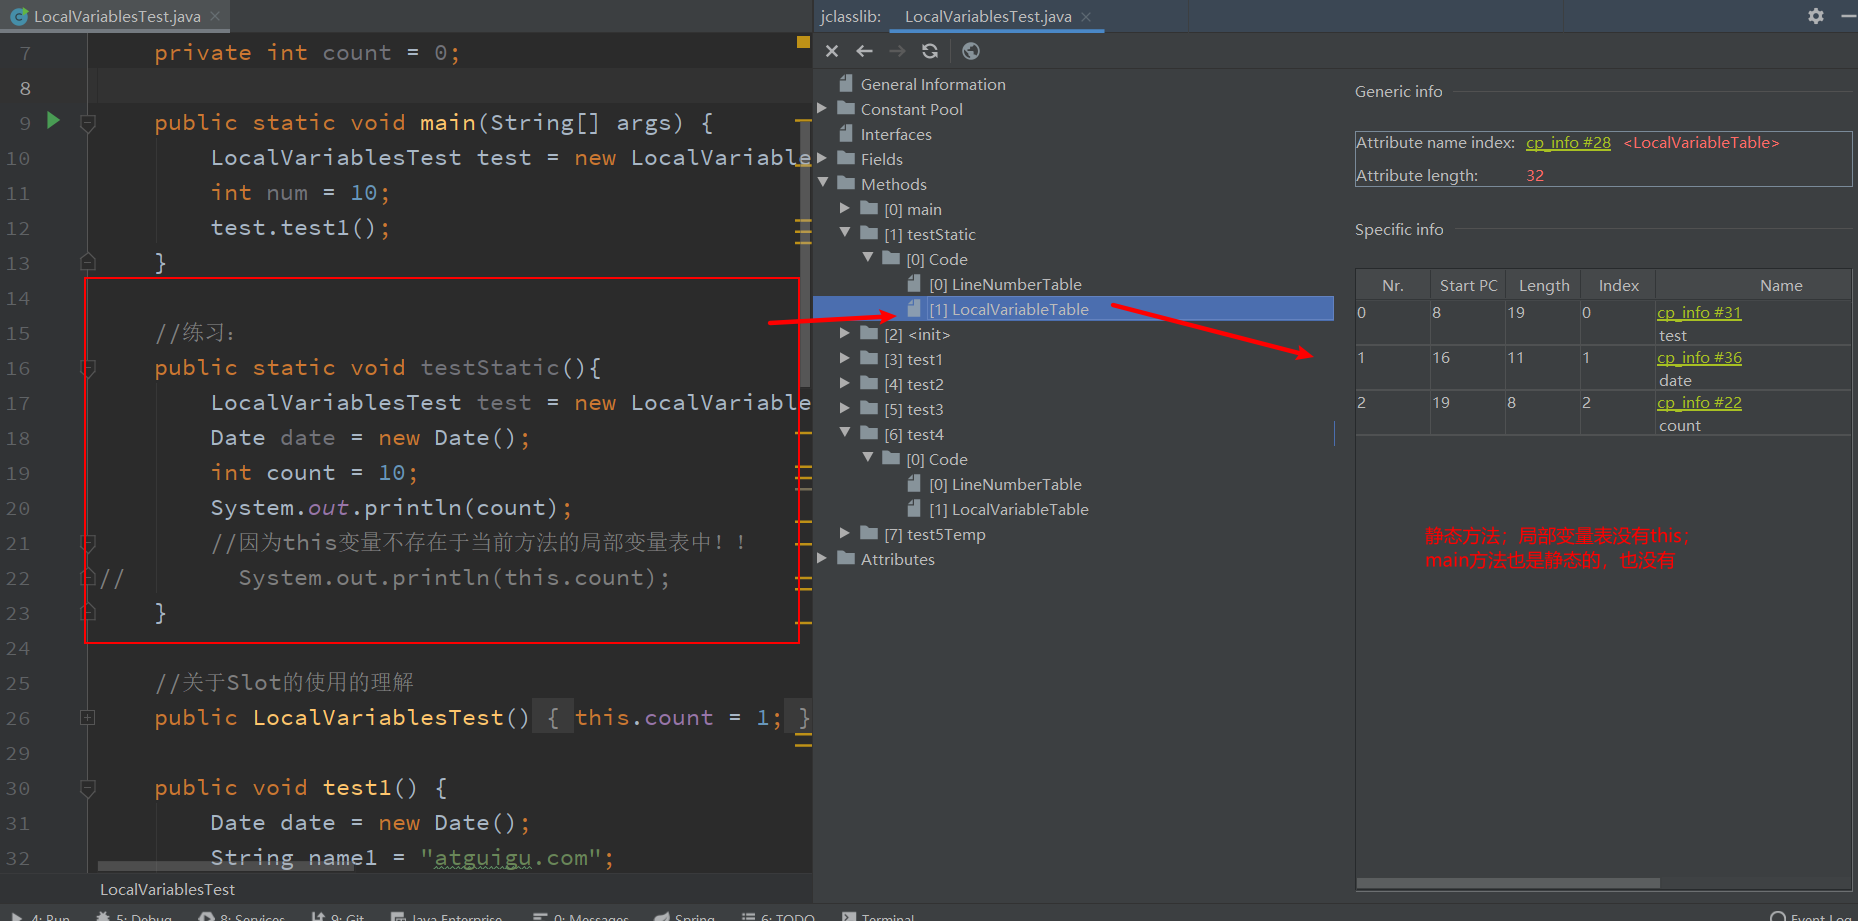 LocalVariablesTest.java
7 private int count = 0;
8
9 public static void main(String[] args) {
10 LocalVariablesTest test = new LocalVariable
11 int num = 10;
12 test.test1();
13 }
14
15 //练习：
16 public static void testStatic(){
17 LocalVariablesTest test = new LocalVariable
18 Date date = new Date();
19 int count = 10;
20 System.out.println(count);
21 //因为this变量不存在于当前方法的局部变量表中！！
22 // System.out.println(this.count);
23 }
24
25 //关于Slot的使用的理解
26 public LocalVariablesTest() { this.count = 1; }
29
30 public void test1() {
31 Date date = new Date();
32 String name1 = "atguigu.com";
LocalVariablesTest
jclasslib: LocalVariablesTest.java
General Information
Constant Pool
Interfaces
Fields
Methods
[0] main
[1] testStatic
[0] Code
[0] LineNumberTable
[1] LocalVariableTable
[2] <init>
[3] test1
[4] test2
[5] test3
[6] test4
[0] Code
[0] LineNumberTable
[1] LocalVariableTable
[7] test5Temp
Attributes
Generic info
Attribute name index: cp_info #28 <LocalVariableTable>
Attribute length: 32
Specific info
Nr. Start PC Length Index Name
0 8 19 0 cp_info #31
test
1 16 11 1 cp_info #36
date
2 19 8 2 cp_info #22
count
静态方法；局部变量表没有this；
main方法也是静态的，也没有
4: Run 5: Debug 8: Services 9: Git Java Enterprise 0: Messages Spring 6: TODO Terminal Event Log